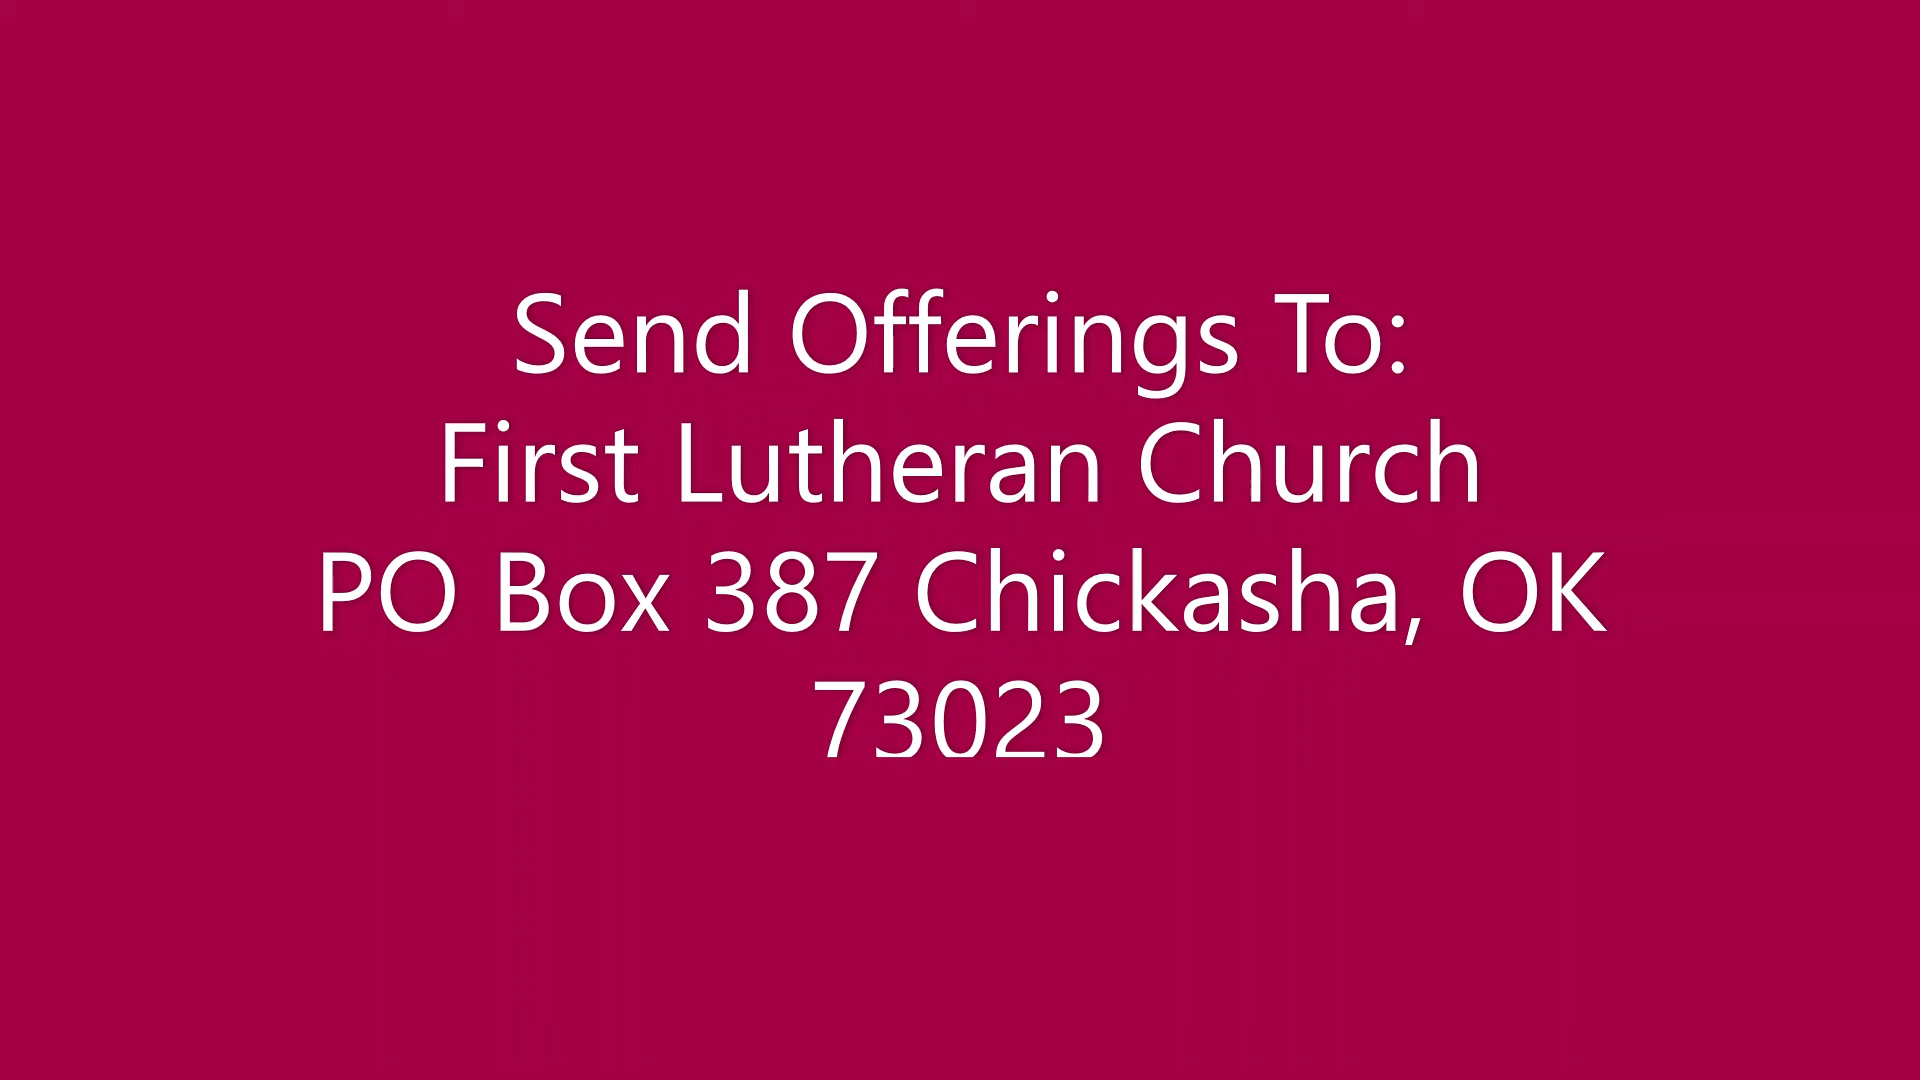 Send Offerings To:
First Lutheran Church
PO Box 387 Chickasha, OK
73023